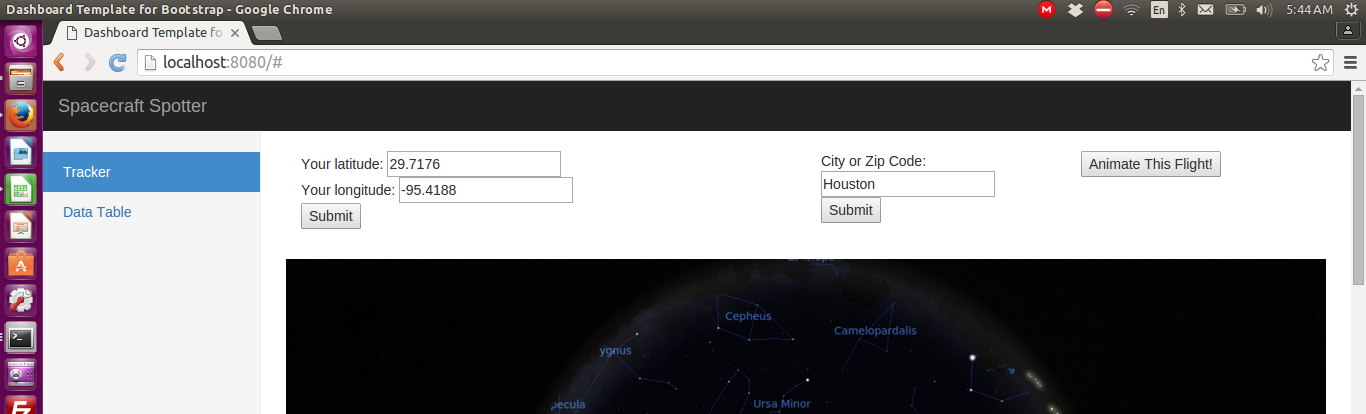 Dashboard Template for Bootstrap - Google Chrome
M
En
5:44 AM
Dashboard Template fo
localhost:8080/#
Spacecraft Spotter
Tracker
Data Table
Your latitude: 29.7176
Your longitude: -95.4188
Submit
City or Zip Code:
Houston
Submit
Animate This Flight!
Cepheus
Camelopardalis
ygnus
pecula
Ursa Minor